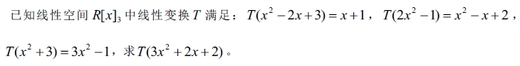 已知线性空间 R[x]₃ 中线性变换 T 满足：T(x² − 2x + 3) = x + 1，T(2x² − 1) = x² − x + 2，
T(x² + 3) = 3x² − 1，求 T(3x² + 2x + 2)。